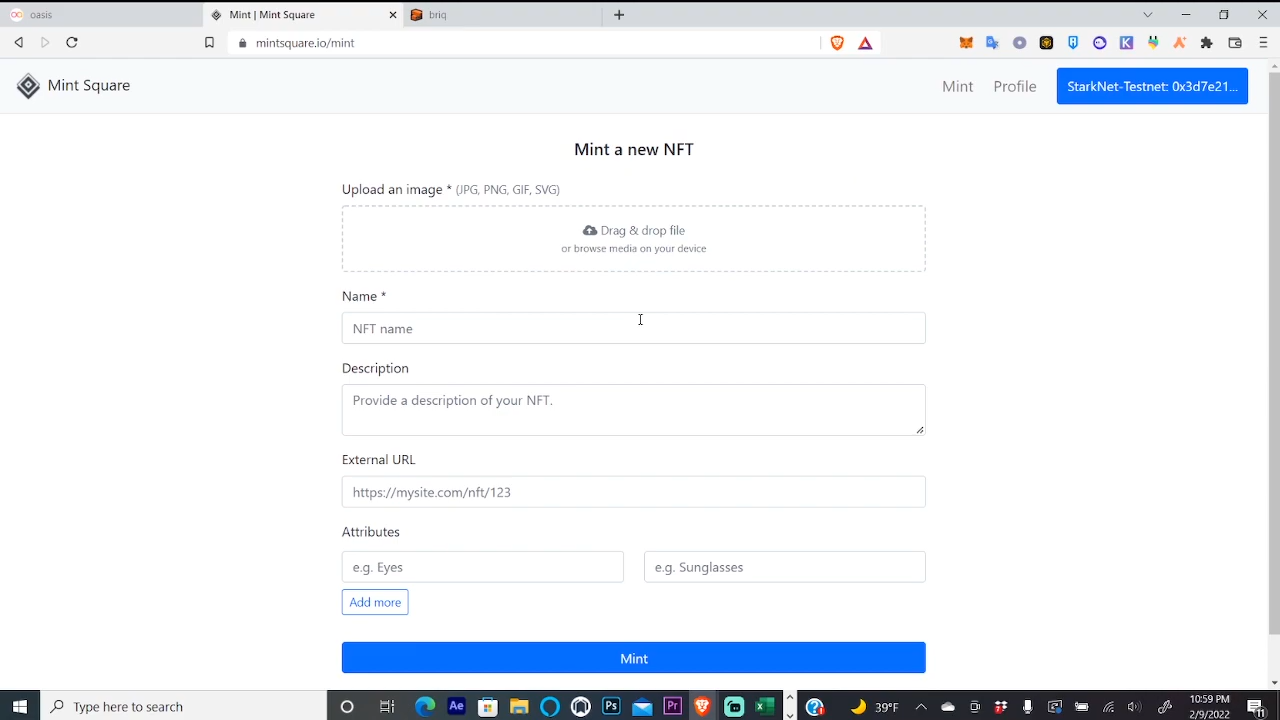 oasis
Mint | Mint Square
briq
mintsquare.io/mint
Mint Square
Mint
Profile
StarkNet-Testnet: 0x3d7e21...
Mint a new NFT
Upload an image * (JPG, PNG, GIF, SVG)
Drag & drop file
or browse media on your device
Name *
NFT name
Description
Provide a description of your NFT.
External URL
https://mysite.com/nft/123
Attributes
e.g. Eyes
e.g. Sunglasses
Add more
Mint
Type here to search
Ae
Ps
Pr
39°F
10:59 PM
2/9/2022